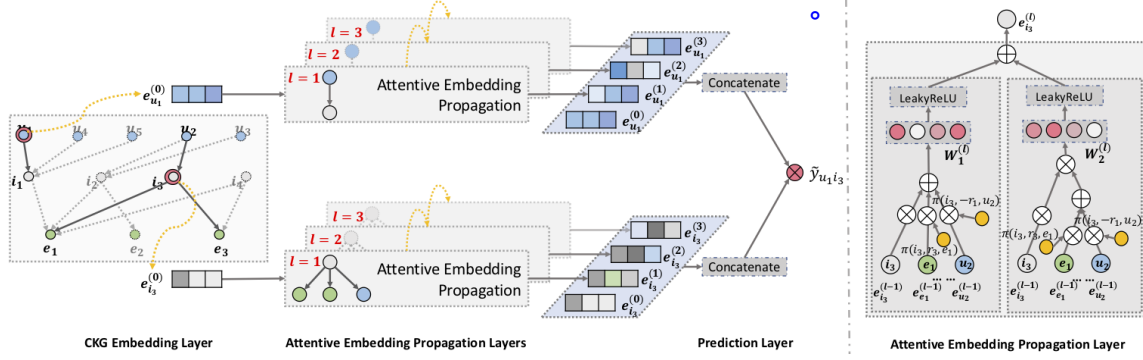 l = 3
l = 2
l = 1
Attentive Embedding
Propagation
e_{u_1}^{(0)}
e_{u_1}^{(3)}
e_{u_1}^{(2)}
e_{u_1}^{(1)}
e_{u_1}^{(0)}
Concatenate
u_4 u_5 u_2 u_3
i_1 i_2 i_3
e_1 e_2 e_3
ỹ_{u_1 i_3}
l = 3
l = 2
l = 1
Attentive Embedding
Propagation
e_{i_3}^{(0)}
e_{i_3}^{(3)}
e_{i_3}^{(2)}
e_{i_3}^{(1)}
e_{i_3}^{(0)}
Concatenate
CKG Embedding Layer
Attentive Embedding Propagation Layers
Prediction Layer
e_{i_3}^{(l)}
LeakyReLU
W_1^{(l)}
π(i_3, -r_1, u_2)
π(i_3, r_3, e_1)
i_3 e_1 u_2
... ...
e_{i_3}^{(l-1)} e_{e_1}^{(l-1)} e_{u_2}^{(l-1)}
LeakyReLU
W_2^{(l)}
π(i_3, -r_1, u_2)
π(i_3, r_3, e_1)
i_3 e_1 u_2
... ...
e_{i_3}^{(l-1)} e_{e_1}^{(l-1)} e_{u_2}^{(l-1)}
Attentive Embedding Propagation Layer